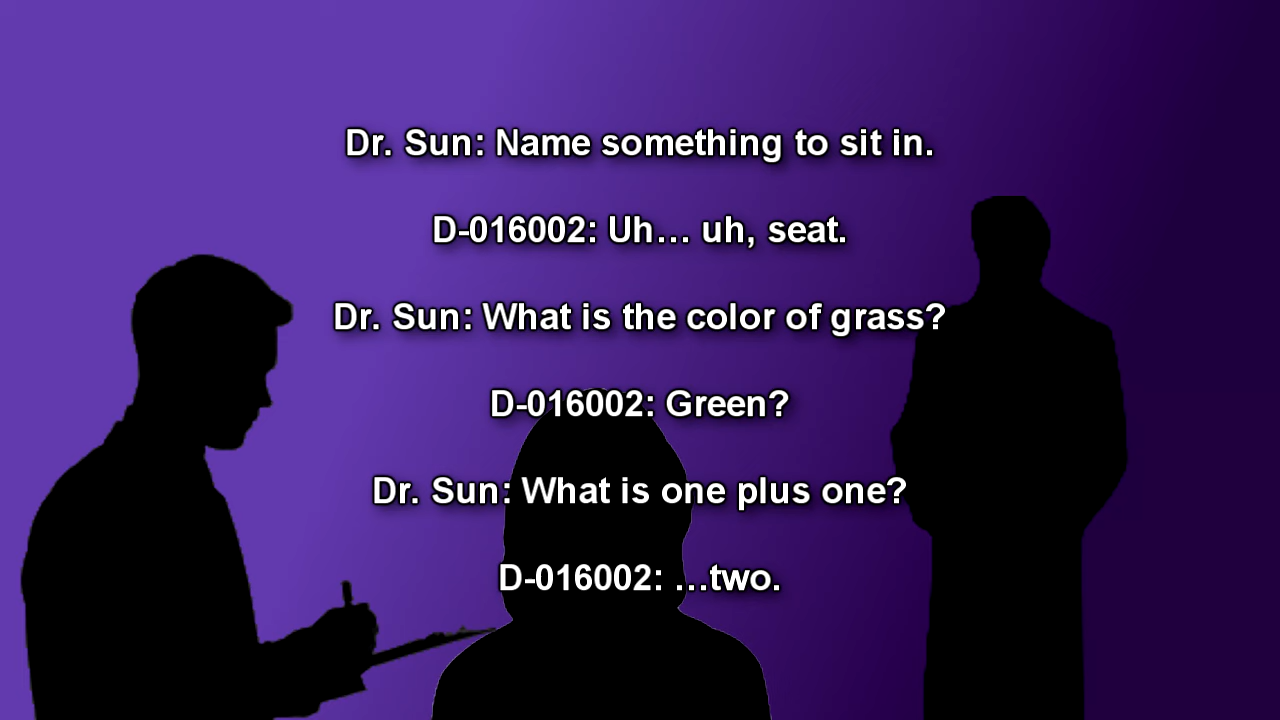 Dr. Sun: Name something to sit in.
D-016002: Uh… uh, seat.
Dr. Sun: What is the color of grass?
D-016002: Green?
Dr. Sun: What is one plus one?
D-016002: …two.